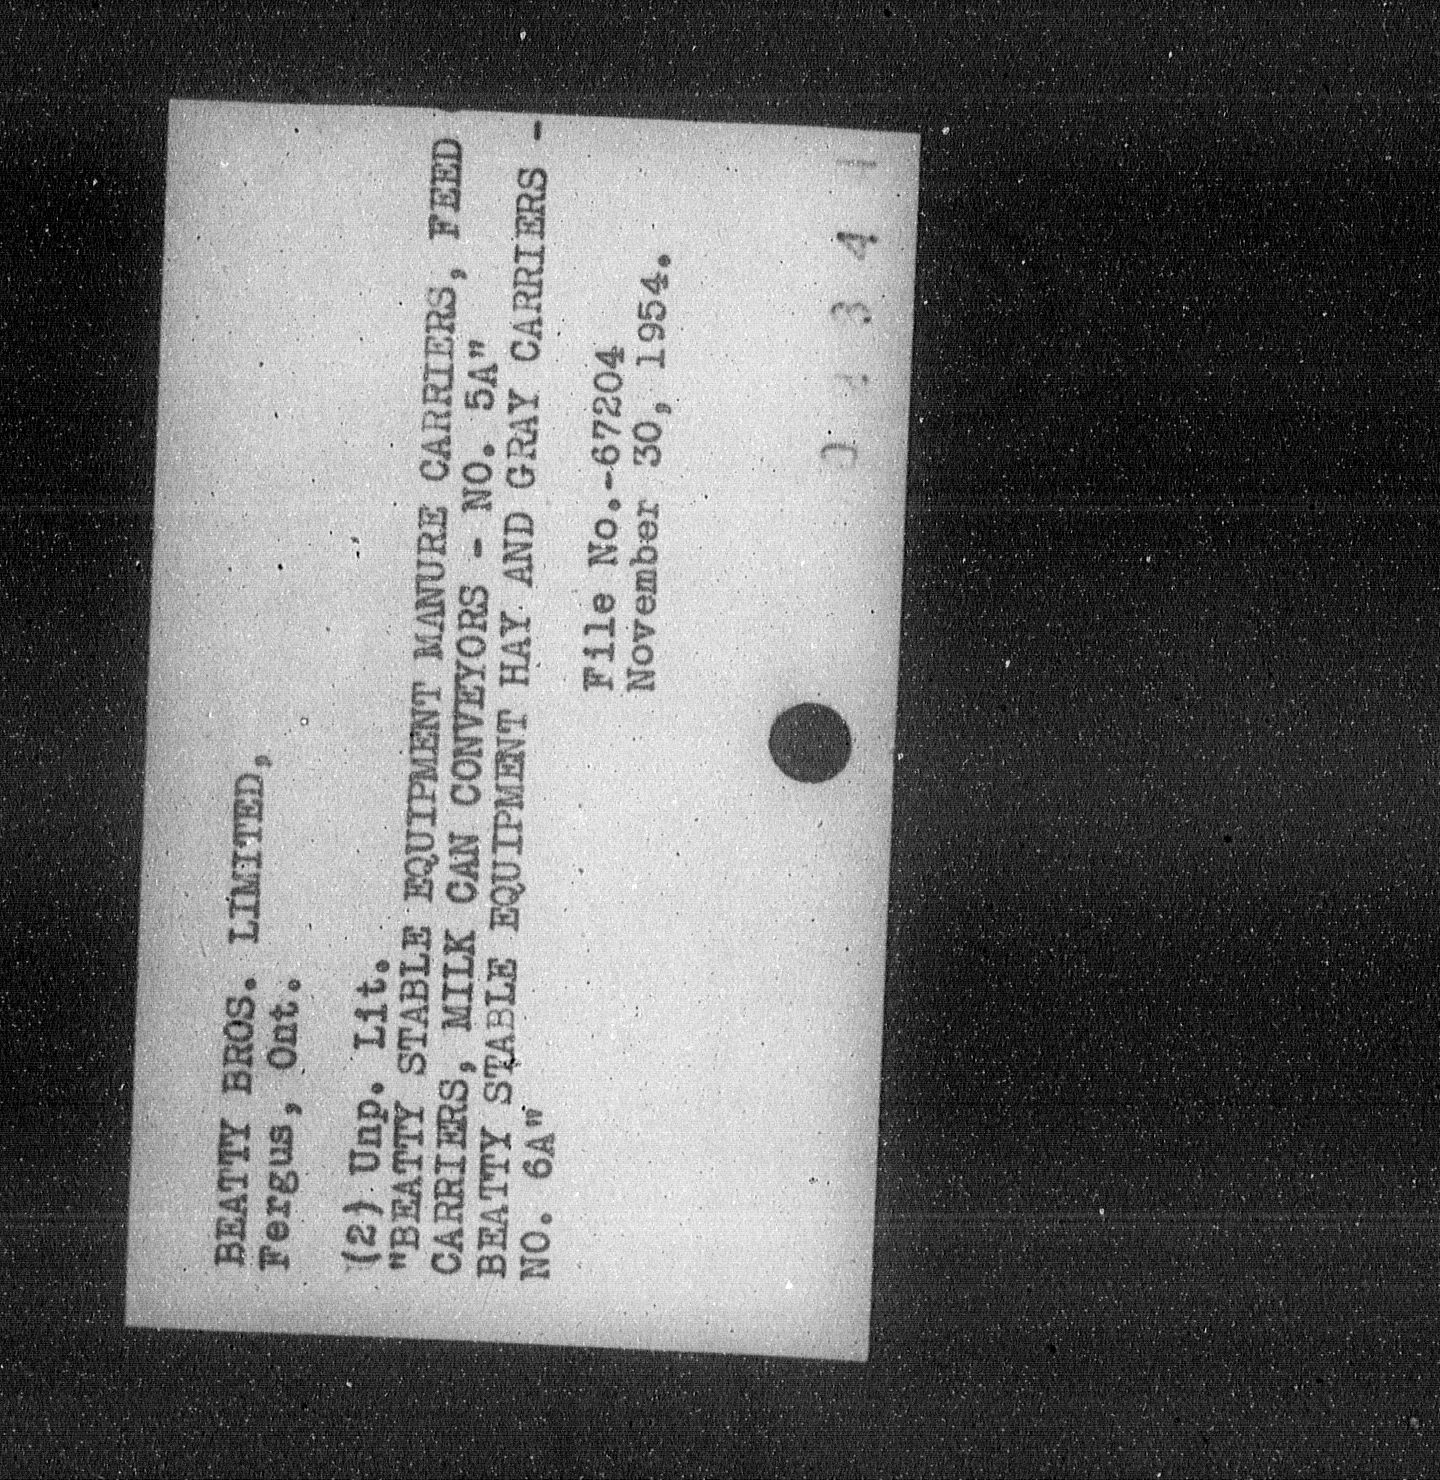 BEATTY BROS. LIMITED,
Fergus, Ont.
(2) Unp. Lit.
"BEATTY STABLE EQUIPMENT MANURE CARRIERS, FEED
CARRIERS, MILK CAN CONVEYORS - NO. 5A"
BEATTY STABLE EQUIPMENT HAY AND GRAY CARRIERS -
NO. 6A"
File No.-67204
November 30, 1954.